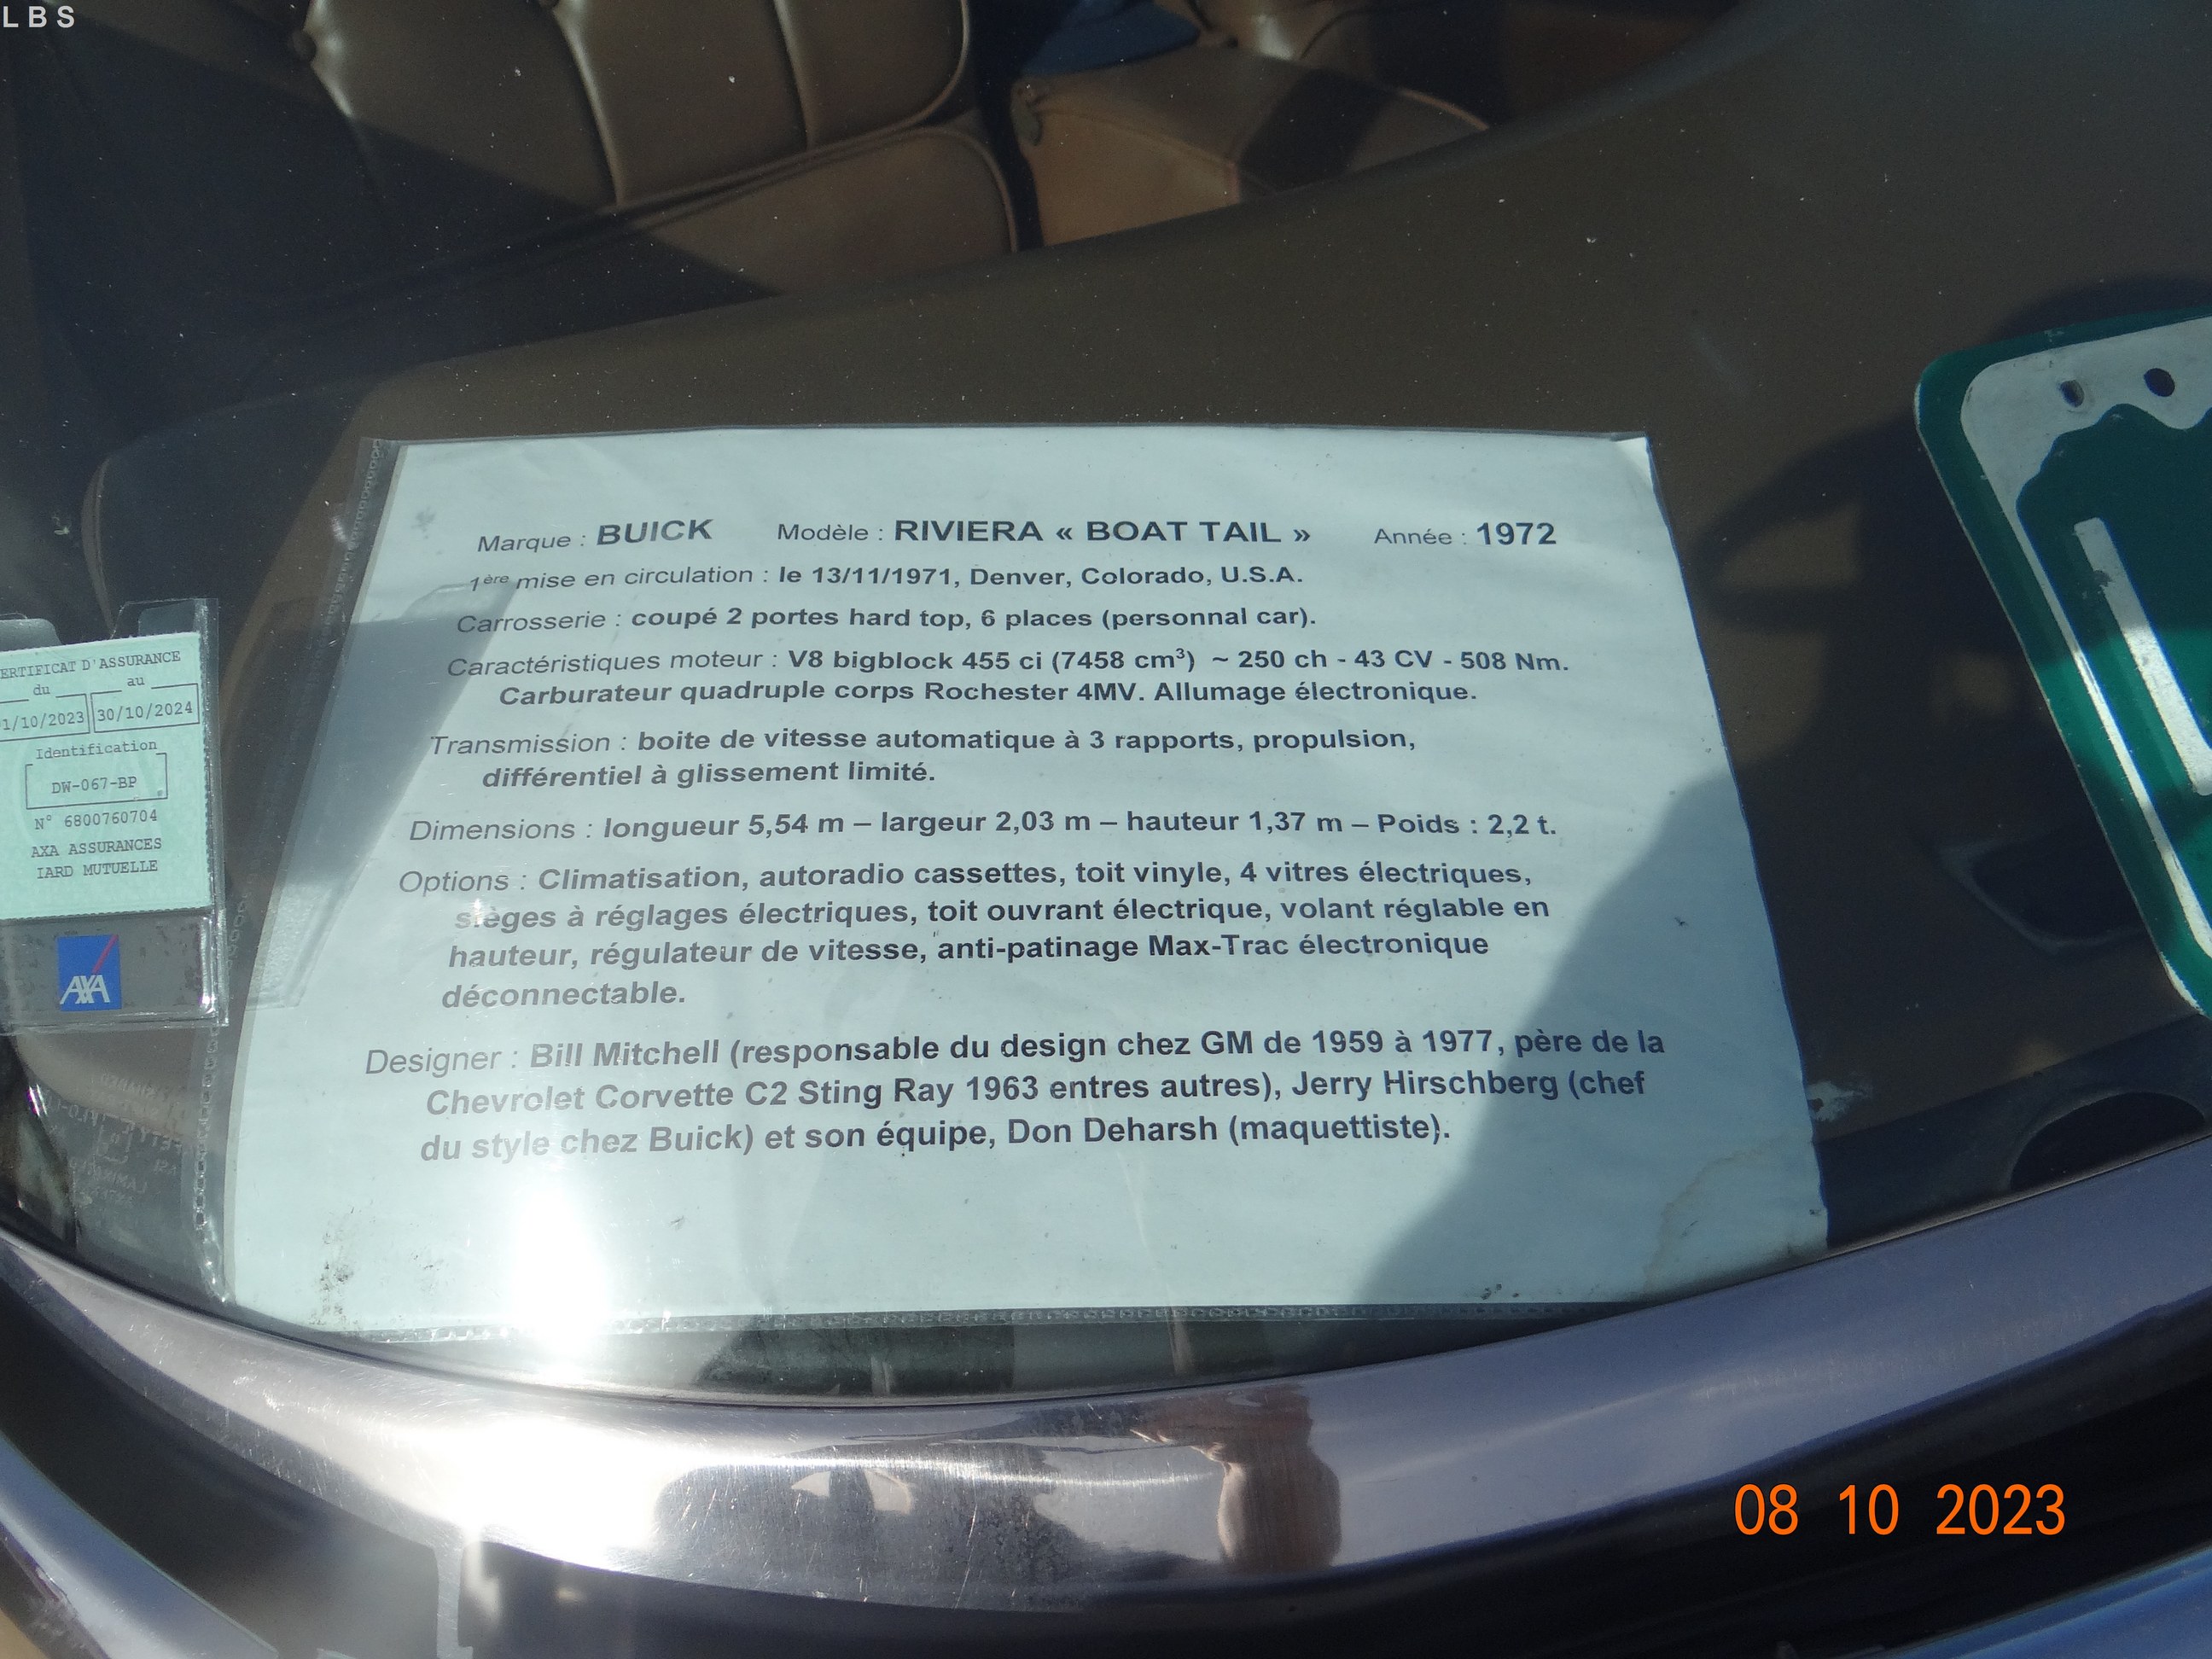 LBS
Marque : BUICK Modèle : RIVIERA « BOAT TAIL » Année : 1972
1ère mise en circulation : le 13/11/1971, Denver, Colorado, U.S.A.
Carrosserie : coupé 2 portes hard top, 6 places (personnal car).
Caractéristiques moteur : V8 bigblock 455 ci (7458 cm³) ~ 250 ch - 43 CV - 508 Nm.
Carburateur quadruple corps Rochester 4MV. Allumage électronique.
Transmission : boite de vitesse automatique à 3 rapports, propulsion,
différentiel à glissement limité.
Dimensions : longueur 5,54 m – largeur 2,03 m – hauteur 1,37 m – Poids : 2,2 t.
Options : Climatisation, autoradio cassettes, toit vinyle, 4 vitres électriques,
sièges à réglages électriques, toit ouvrant électrique, volant réglable en
hauteur, régulateur de vitesse, anti-patinage Max-Trac électronique
déconnectable.
Designer : Bill Mitchell (responsable du design chez GM de 1959 à 1977, père de la
Chevrolet Corvette C2 Sting Ray 1963 entres autres), Jerry Hirschberg (chef
du style chez Buick) et son équipe, Don Deharsh (maquettiste).
ERTIFICAT D'ASSURANCE
du au
1/10/2023 30/10/2024
Identification
DW-067-BP
N° 6800760704
AXA ASSURANCES
IARD MUTUELLE
AXA
08 10 2023